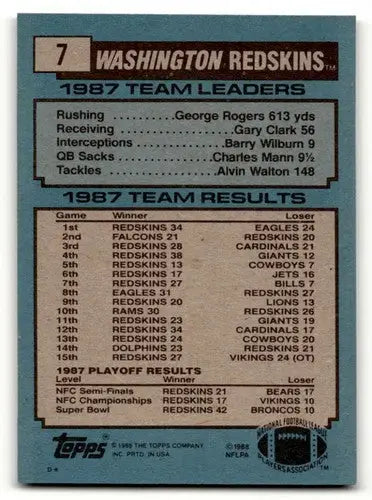 7 WASHINGTON REDSKINS TM
1987 TEAM LEADERS
Rushing .......... George Rogers 613 yds
Receiving .................. Gary Clark 56
Interceptions ............. Barry Wilburn 9
QB Sacks ............ Charles Mann 9½
Tackles ................ Alvin Walton 148
1987 TEAM RESULTS
Game Winner Loser
1st REDSKINS 34 EAGLES 24
2nd FALCONS 21 REDSKINS 20
3rd REDSKINS 28 CARDINALS 21
4th REDSKINS 38 GIANTS 12
5th REDSKINS 13 COWBOYS 7
6th REDSKINS 17 JETS 16
7th REDSKINS 27 BILLS 7
8th EAGLES 31 REDSKINS 27
9th REDSKINS 20 LIONS 13
10th RAMS 30 REDSKINS 26
11th REDSKINS 23 GIANTS 19
12th REDSKINS 34 CARDINALS 17
13th REDSKINS 24 COWBOYS 20
14th DOLPHINS 23 REDSKINS 21
15th REDSKINS 27 VIKINGS 24 (OT)
1987 PLAYOFF RESULTS
Level Winner Loser
NFC Semi-Finals REDSKINS 21 BEARS 17
NFC Championships REDSKINS 17 VIKINGS 10
Super Bowl REDSKINS 42 BRONCOS 10
Topps ® © 1988 THE TOPPS COMPANY
INC. PRTD. IN U.S.A.
© 1988
NFLPA
NATIONAL FOOTBALL LEAGUE
PLAYERS ASSOCIATION
D*